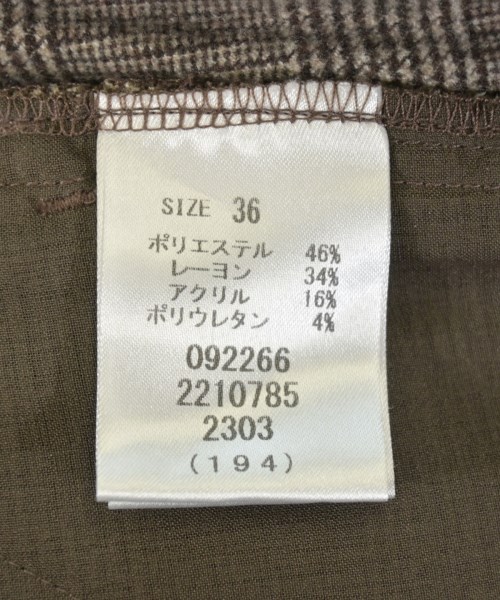 SIZE 36
ポリエステル 46%
レーヨン 34%
アクリル 16%
ポリウレタン 4%
092266
2210785
2303
(194)